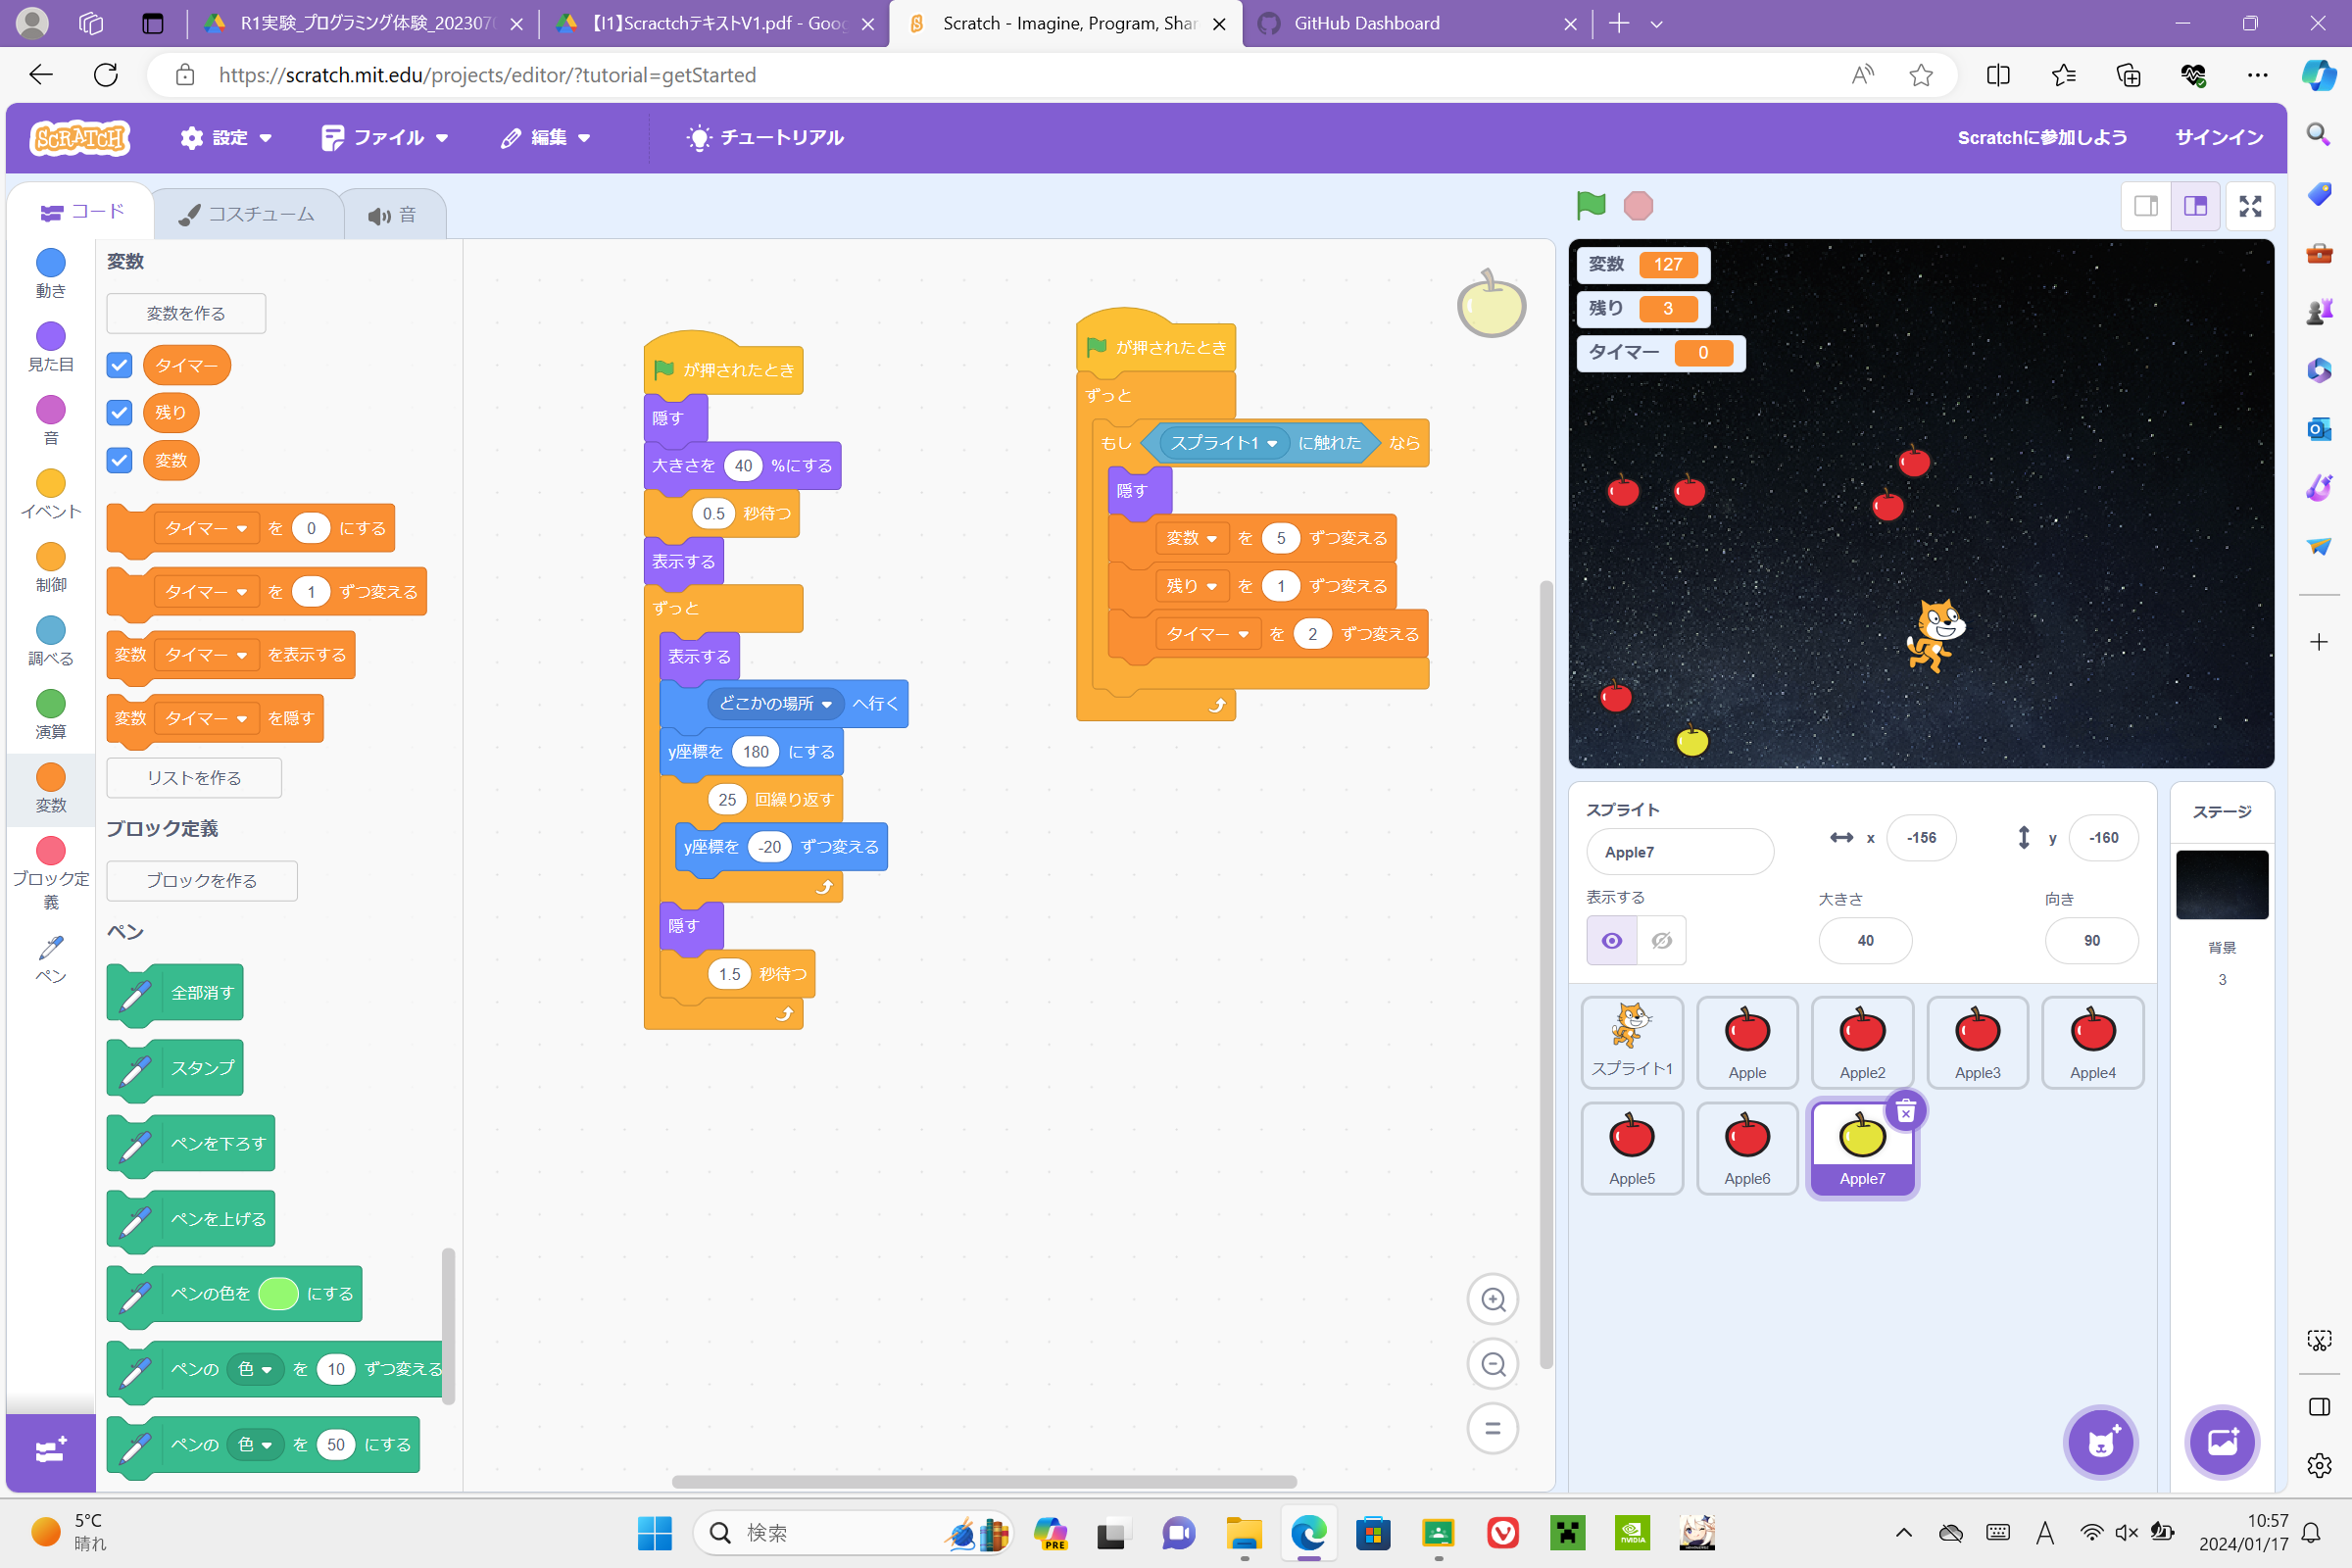 R1実験_プログラミング体験_2023070
【I1】ScractchテキストV1.pdf - Goog
Scratch - Imagine, Program, Shar
GitHub Dashboard
https://scratch.mit.edu/projects/editor/?tutorial=getStarted
SCRATCH
設定
ファイル
編集
チュートリアル
Scratchに参加しよう
サインイン
コード
コスチューム
音
動き
見た目
音
イベント
制御
調べる
演算
変数
ブロック定
義
ペン
変数
変数を作る
タイマー
残り
変数
タイマー を 0 にする
タイマー を 1 ずつ変える
変数 タイマー を表示する
変数 タイマー を隠す
リストを作る
ブロック定義
ブロックを作る
ペン
全部消す
スタンプ
ペンを下ろす
ペンを上げる
ペンの色を にする
ペンの 色 を 10 ずつ変える
ペンの 色 を 50 にする
が押されたとき
隠す
大きさを 40 %にする
0.5 秒待つ
表示する
ずっと
表示する
どこかの場所 へ行く
y座標を 180 にする
25 回繰り返す
y座標を -20 ずつ変える
隠す
1.5 秒待つ
が押されたとき
ずっと
もし スプライト1 に触れた なら
隠す
変数 を 5 ずつ変える
残り を 1 ずつ変える
タイマー を 2 ずつ変える
変数 127
残り 3
タイマー 0
スプライト
Apple7
x -156
y -160
表示する
大きさ
40
向き
90
スプライト1
Apple
Apple2
Apple3
Apple4
Apple5
Apple6
Apple7
ステージ
背景
3
5°C
晴れ
検索
PRE
NVIDIA
A
10:57
2024/01/17